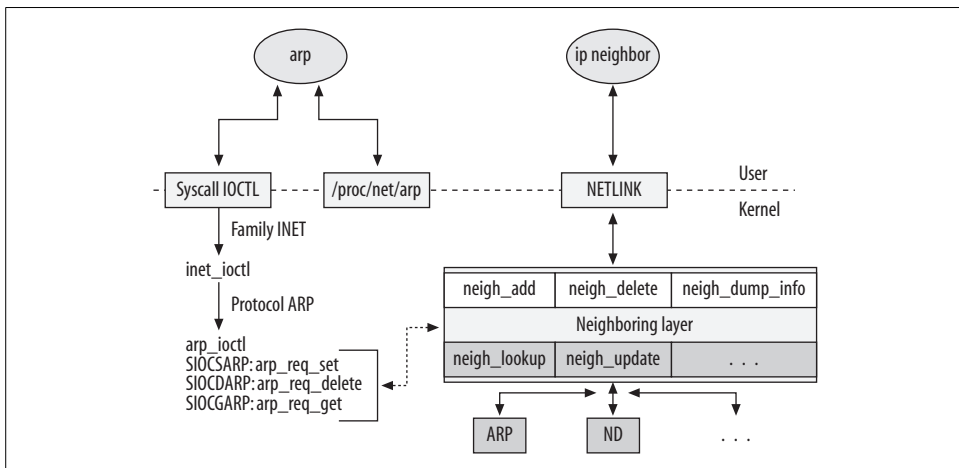 arp
ip neighbor
Syscall IOCTL
/proc/net/arp
NETLINK
User
Kernel
Family INET
inet_ioctl
Protocol ARP
arp_ioctl
SIOCSARP: arp_req_set
SIOCDARP: arp_req_delete
SIOCGARP: arp_req_get
neigh_add
neigh_delete
neigh_dump_info
Neighboring layer
neigh_lookup
neigh_update
. . .
ARP
ND
. . .